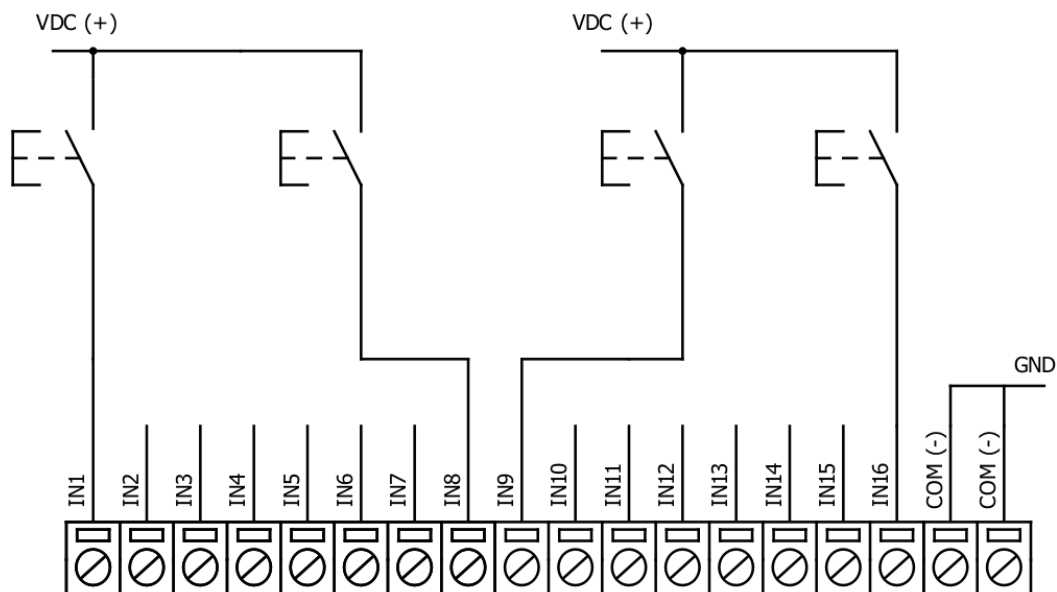 VDC (+)
VDC (+)
GND
IN1
IN2
IN3
IN4
IN5
IN6
IN7
IN8
IN9
IN10
IN11
IN12
IN13
IN14
IN15
IN16
COM (-)
COM (-)